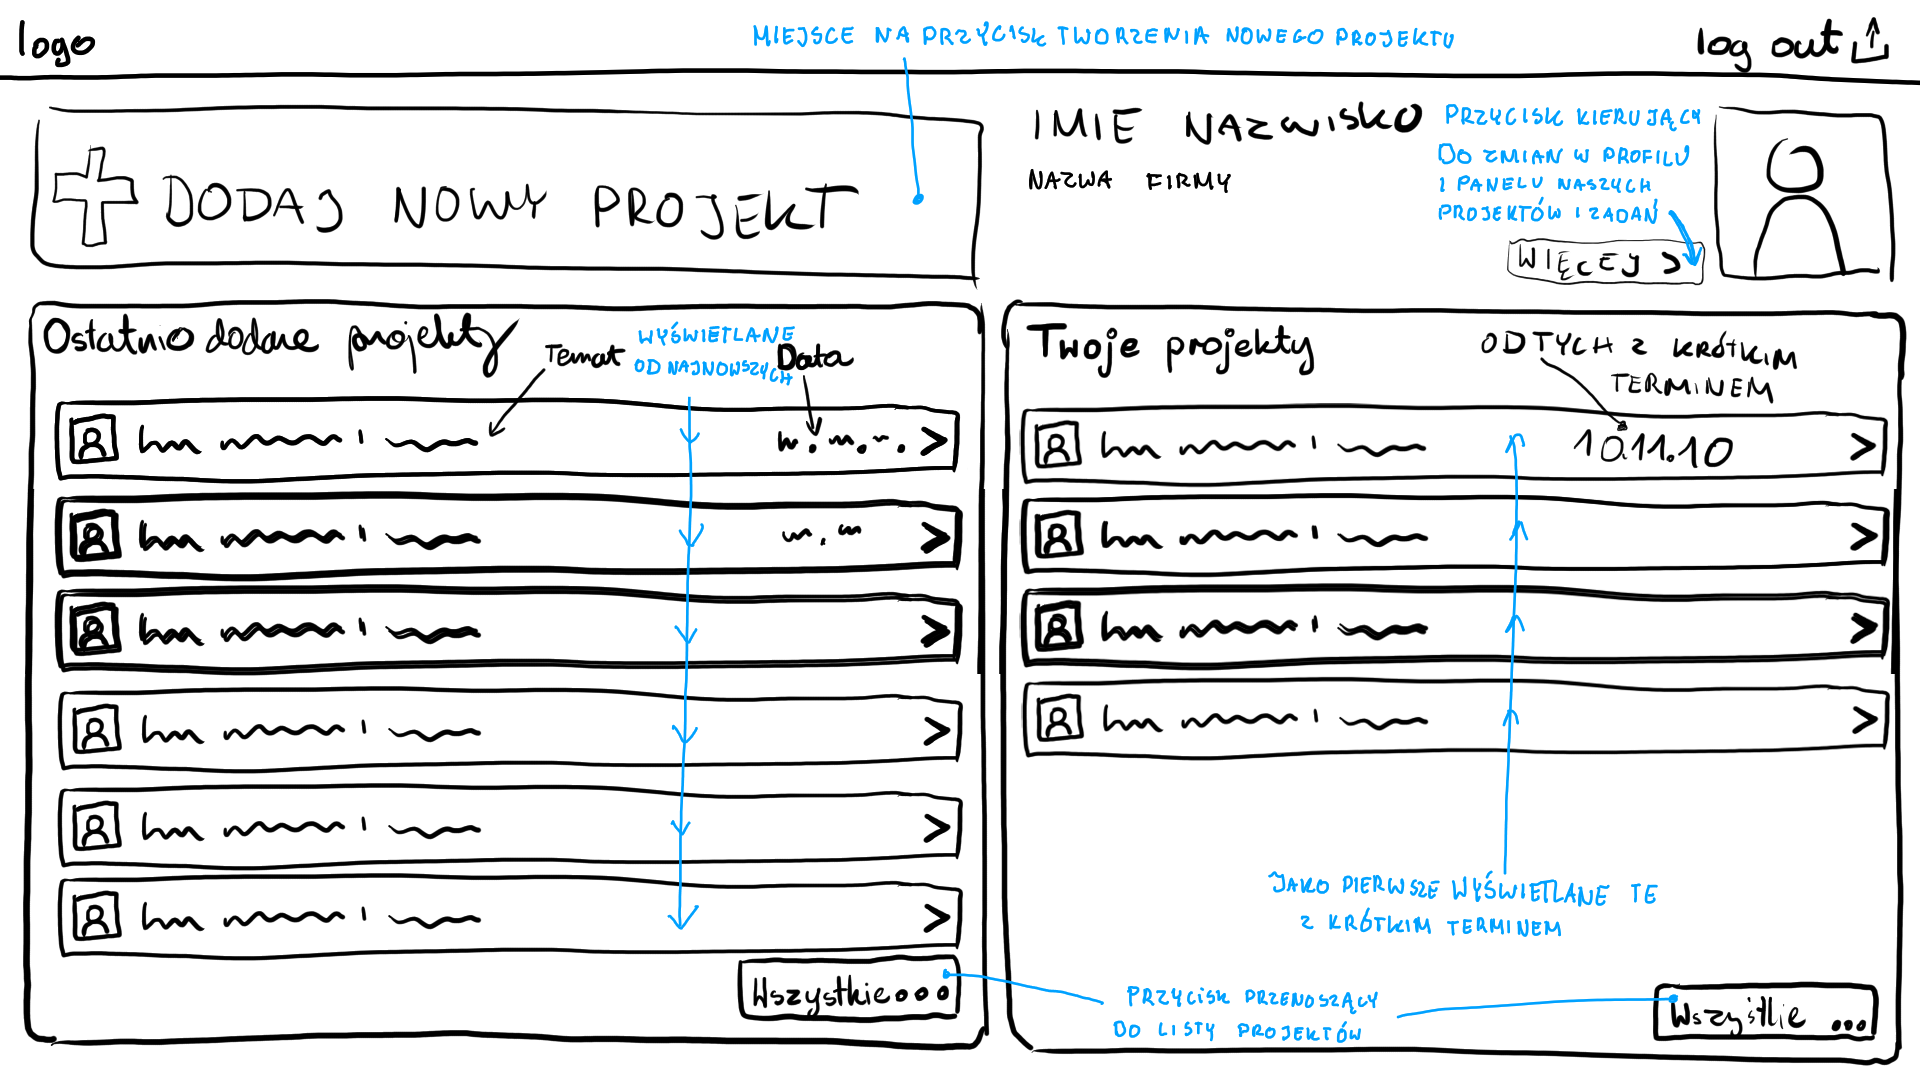 logo
MIEJSCE NA PRZYCISK TWORZENIA NOWEGO PROJEKTU
log out
DODAJ NOWY PROJEKT
IMIE NAZWISKO
NAZWA FIRMY
PRZYCISK KIERUJĄCY
DO ZMIAN W PROFILU
I PANELU NASZYCH
PROJEKTÓW I ZADAŃ
WIĘCEJ >
Ostatnio dodane projekty
Temat
WYŚWIETLANE
OD NAJNOWSZYCH
Data
Twoje projekty
OD TYCH Z KRÓTKIM
TERMINEM
10.11.10
JAKO PIERWSZE WYŚWIETLANE TE
Z KRÓTKIM TERMINEM
Wszystkie...
PRZYCISK PRZENOSZĄCY
DO LISTY PROJEKTÓW
Wszystkie ...